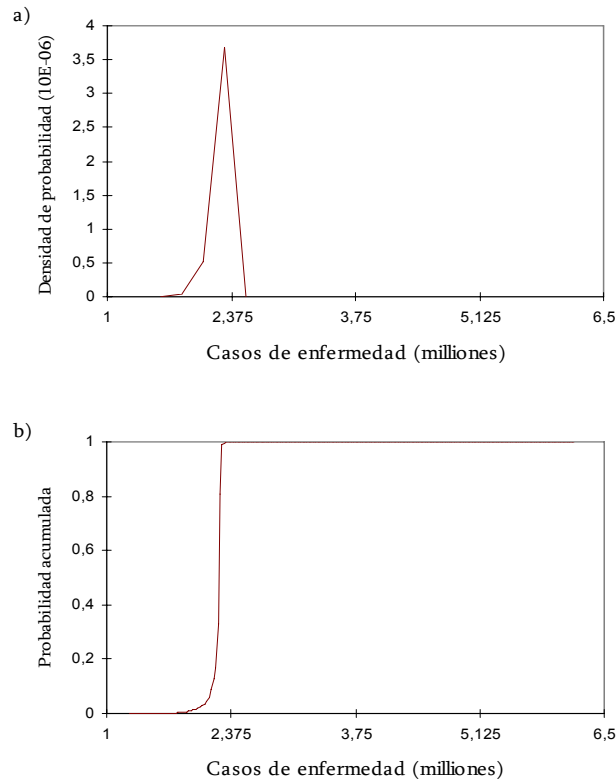 a)
Densidad de probabilidad (10E-06)
4
3,5
3
2,5
2
1,5
1
0,5
0
1 2,375 3,75 5,125 6,5
Casos de enfermedad (milliones)
b)
Probabilidad acumulada
1
0,8
0,6
0,4
0,2
0
1 2,375 3,75 5,125 6,5
Casos de enfermedad (milliones)